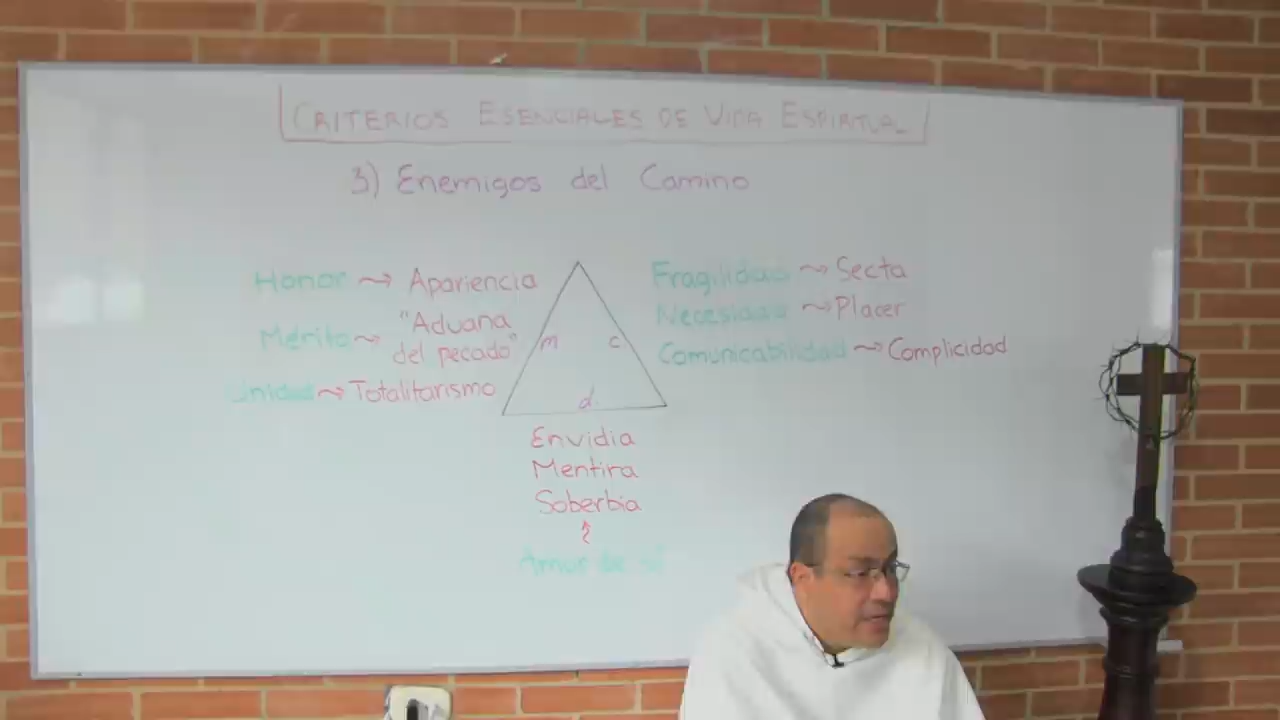 CRITERIOS ESENCIALES DE VIDA ESPIRTUAL
3) Enemigos del Camino
Honor ⤳ Apariencia
Mérito ⤳ "Aduana
del pecado"
Unidad ⤳ Totalitarismo
m
c
d
Fragilidad ⤳ Secta
Necesidad ⤳ Placer
Comunicabilidad ⤳ Complicidad
Envidia
Mentira
Soberbia
Amor de sí